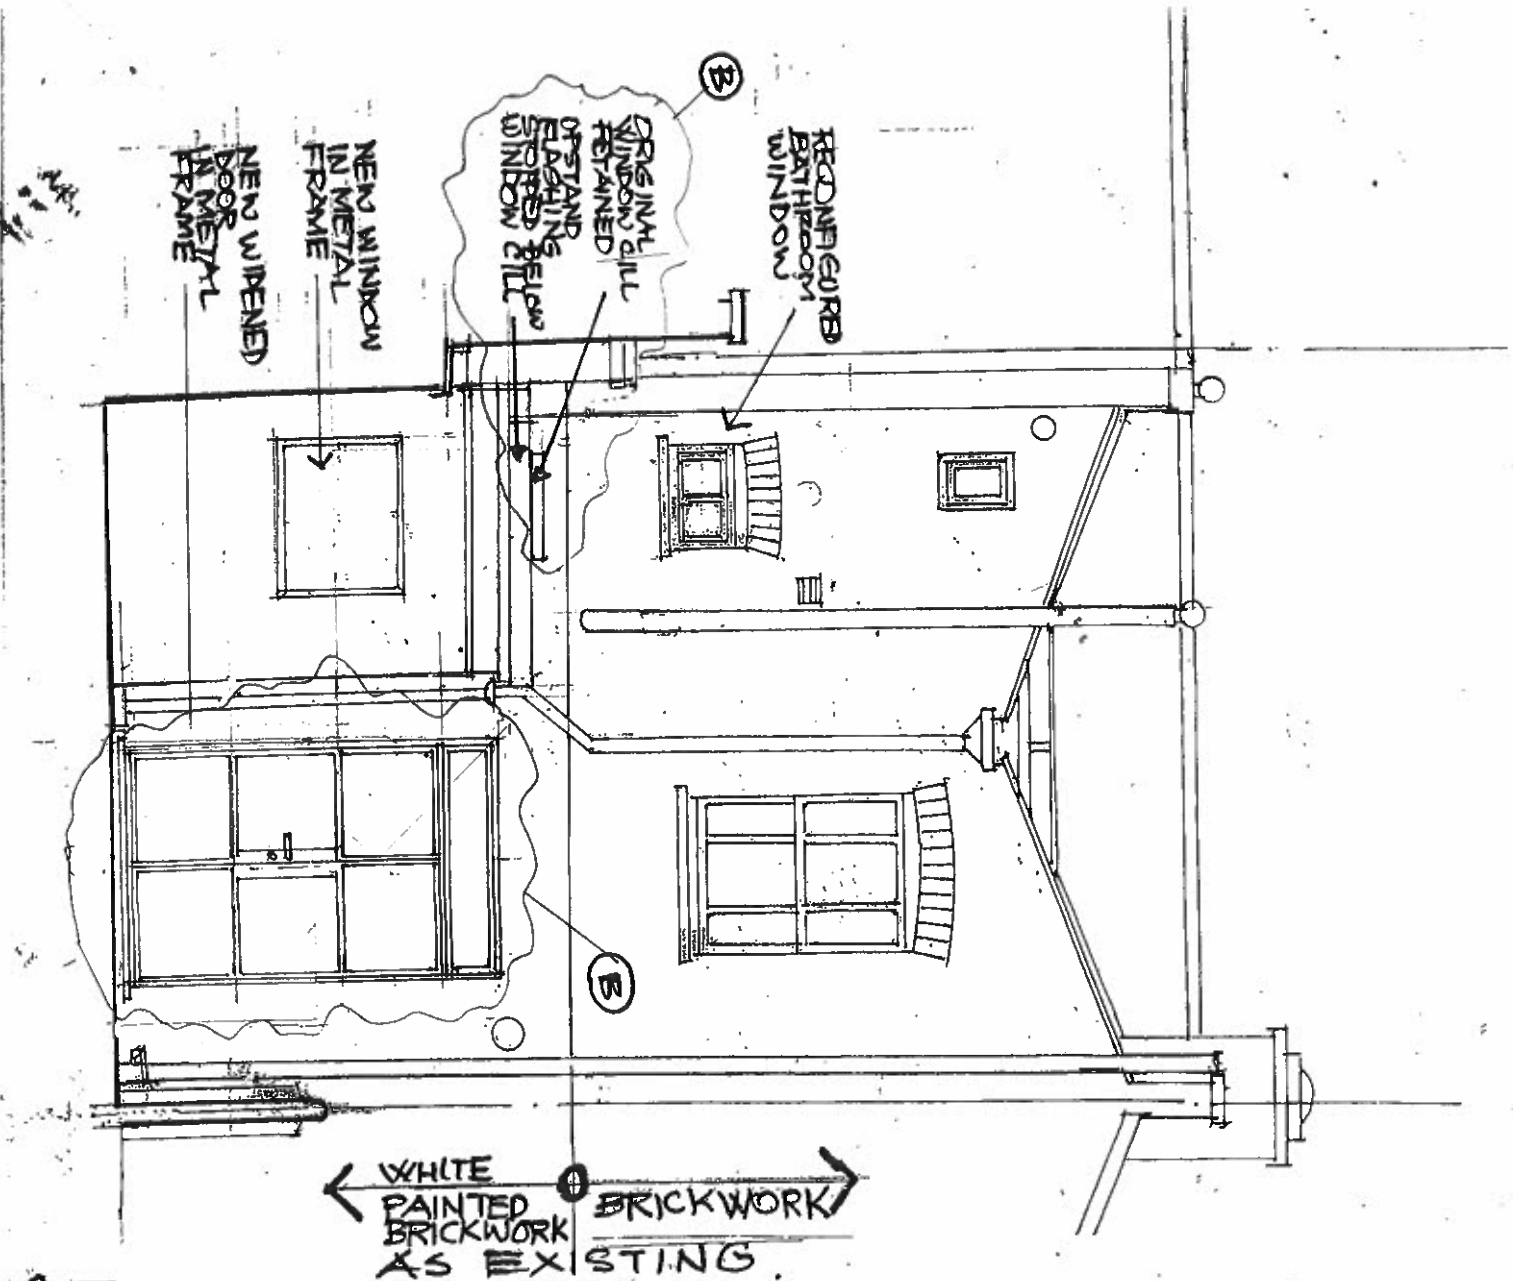 B
RECONFIGURED
BATHROOM
WINDOW
ORIGINAL
WINDOW CILL
RETAINED
UPSTAND
FLASHING
STOPPED BELOW
WINDOW CILL
NEW WINDOW
IN METAL
FRAME
NEW WIDENED
DOOR
IN METAL
FRAME
B
WHITE
PAINTED
BRICKWORK
BRICKWORK
AS EXISTING